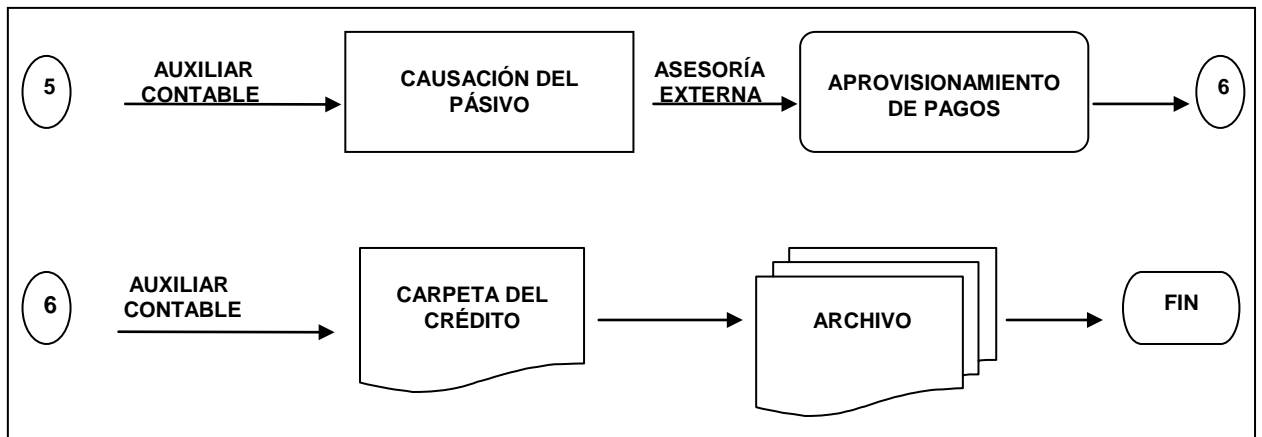 5
AUXILIAR
CONTABLE
CAUSACIÓN DEL
PÁSIVO
ASESORÍA
EXTERNA
APROVISIONAMIENTO
DE PAGOS
6
6
AUXILIAR
CONTABLE
CARPETA DEL
CRÉDITO
ARCHIVO
FIN